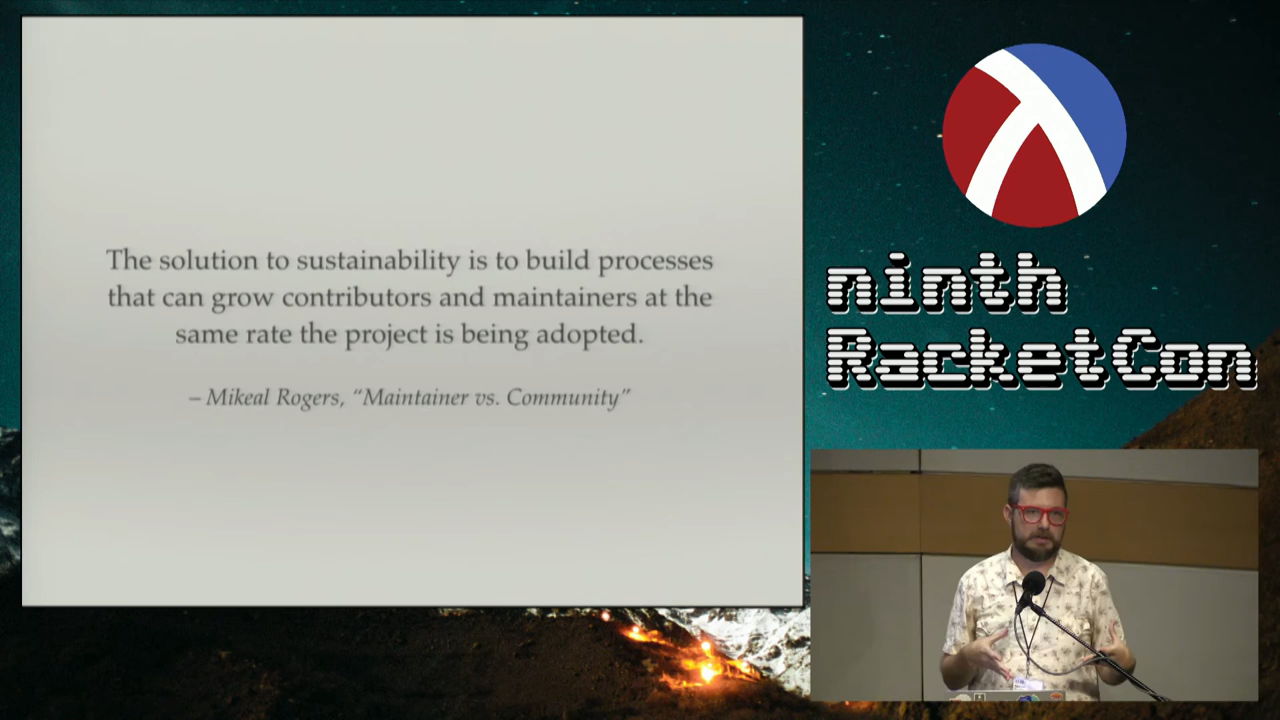 The solution to sustainability is to build processes
that can grow contributors and maintainers at the
same rate the project is being adopted.
– Mikeal Rogers, “Maintainer vs. Community”
ninth
RacketCon